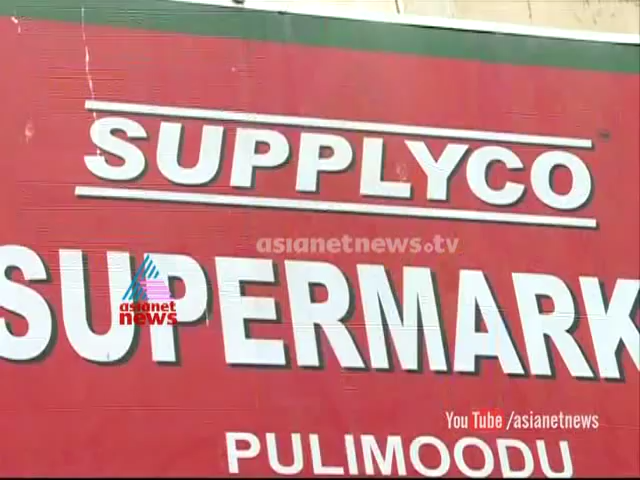 SUPPLYCO
asianetnews.tv
SUPERMARK
asianet
news
You Tube /asianetnews
PULIMOODU